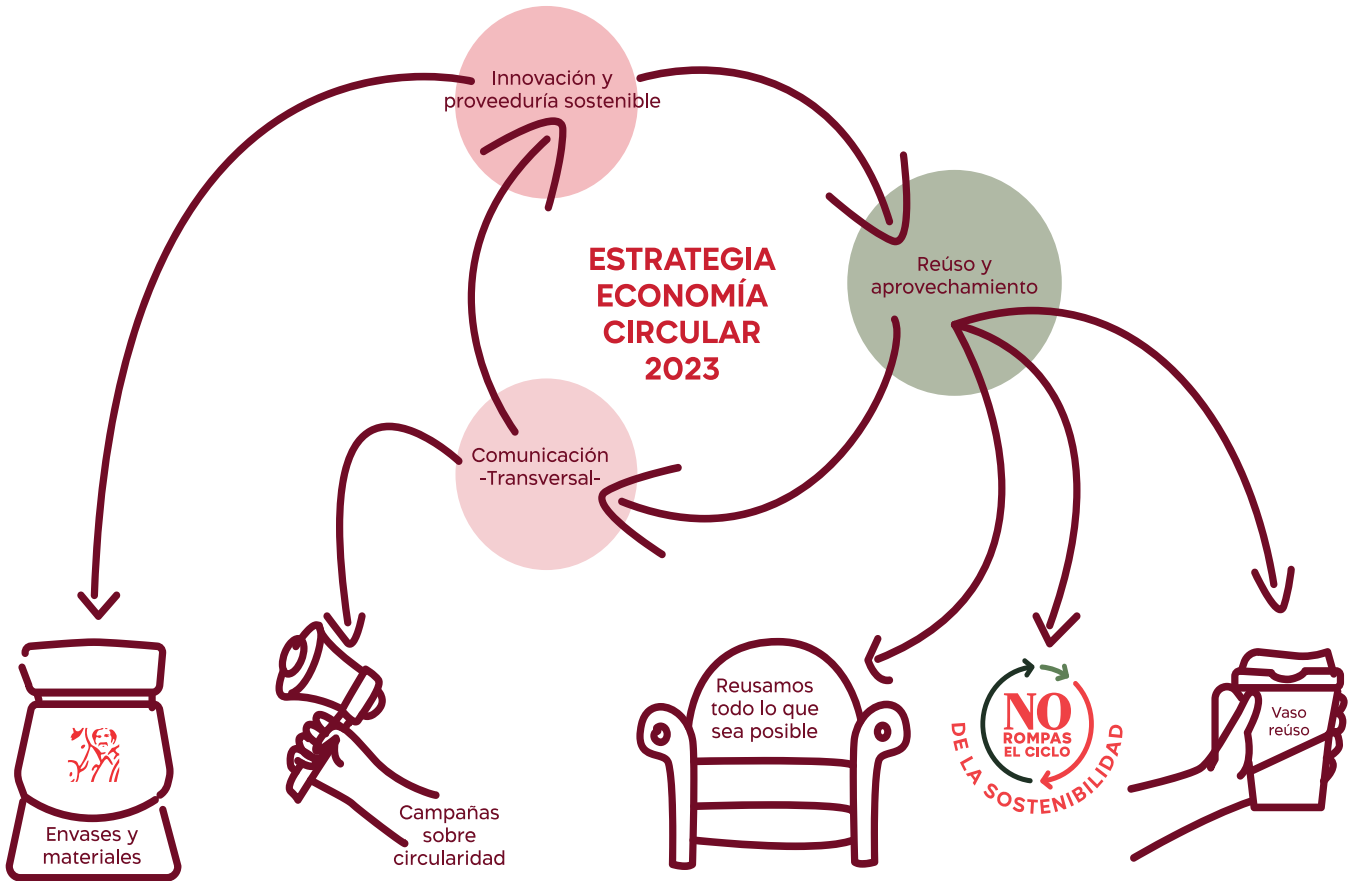 Innovación y
proveeduría sostenible
ESTRATEGIA
ECONOMÍA
CIRCULAR
2023
Reúso y
aprovechamiento
Comunicación
-Transversal-
Envases y
materiales
Campañas
sobre
circularidad
Reusamos
todo lo que
sea posible
NO
ROMPAS
EL CICLO
DE LA SOSTENIBILIDAD
Vaso
reúso